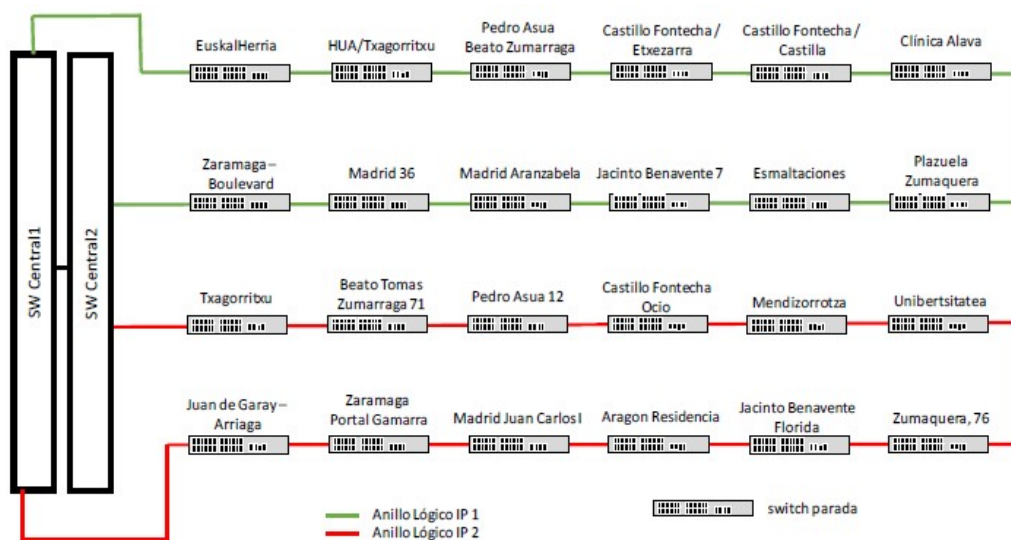 EuskalHerria
HUA/Txagorritxu
Pedro Asua
Beato Zumarraga
Castillo Fontecha /
Etxezarra
Castillo Fontecha /
Castilla
Clínica Alava
Zaramaga –
Boulevard
Madrid 36
Madrid Aranzabela
Jacinto Benavente 7
Esmaltaciones
Plazuela
Zumaquera
SW Central1
SW Central2
Txagorritxu
Beato Tomas
Zumarraga 71
Pedro Asua 12
Castillo Fontecha
Ocio
Mendizorrotza
Unibertsitatea
Juan de Garay –
Arriaga
Zaramaga
Portal Gamarra
Madrid Juan Carlos I
Aragon Residencia
Jacinto Benavente
Florida
Zumaquera, 76
Anillo Lógico IP 1
Anillo Lógico IP 2
switch parada